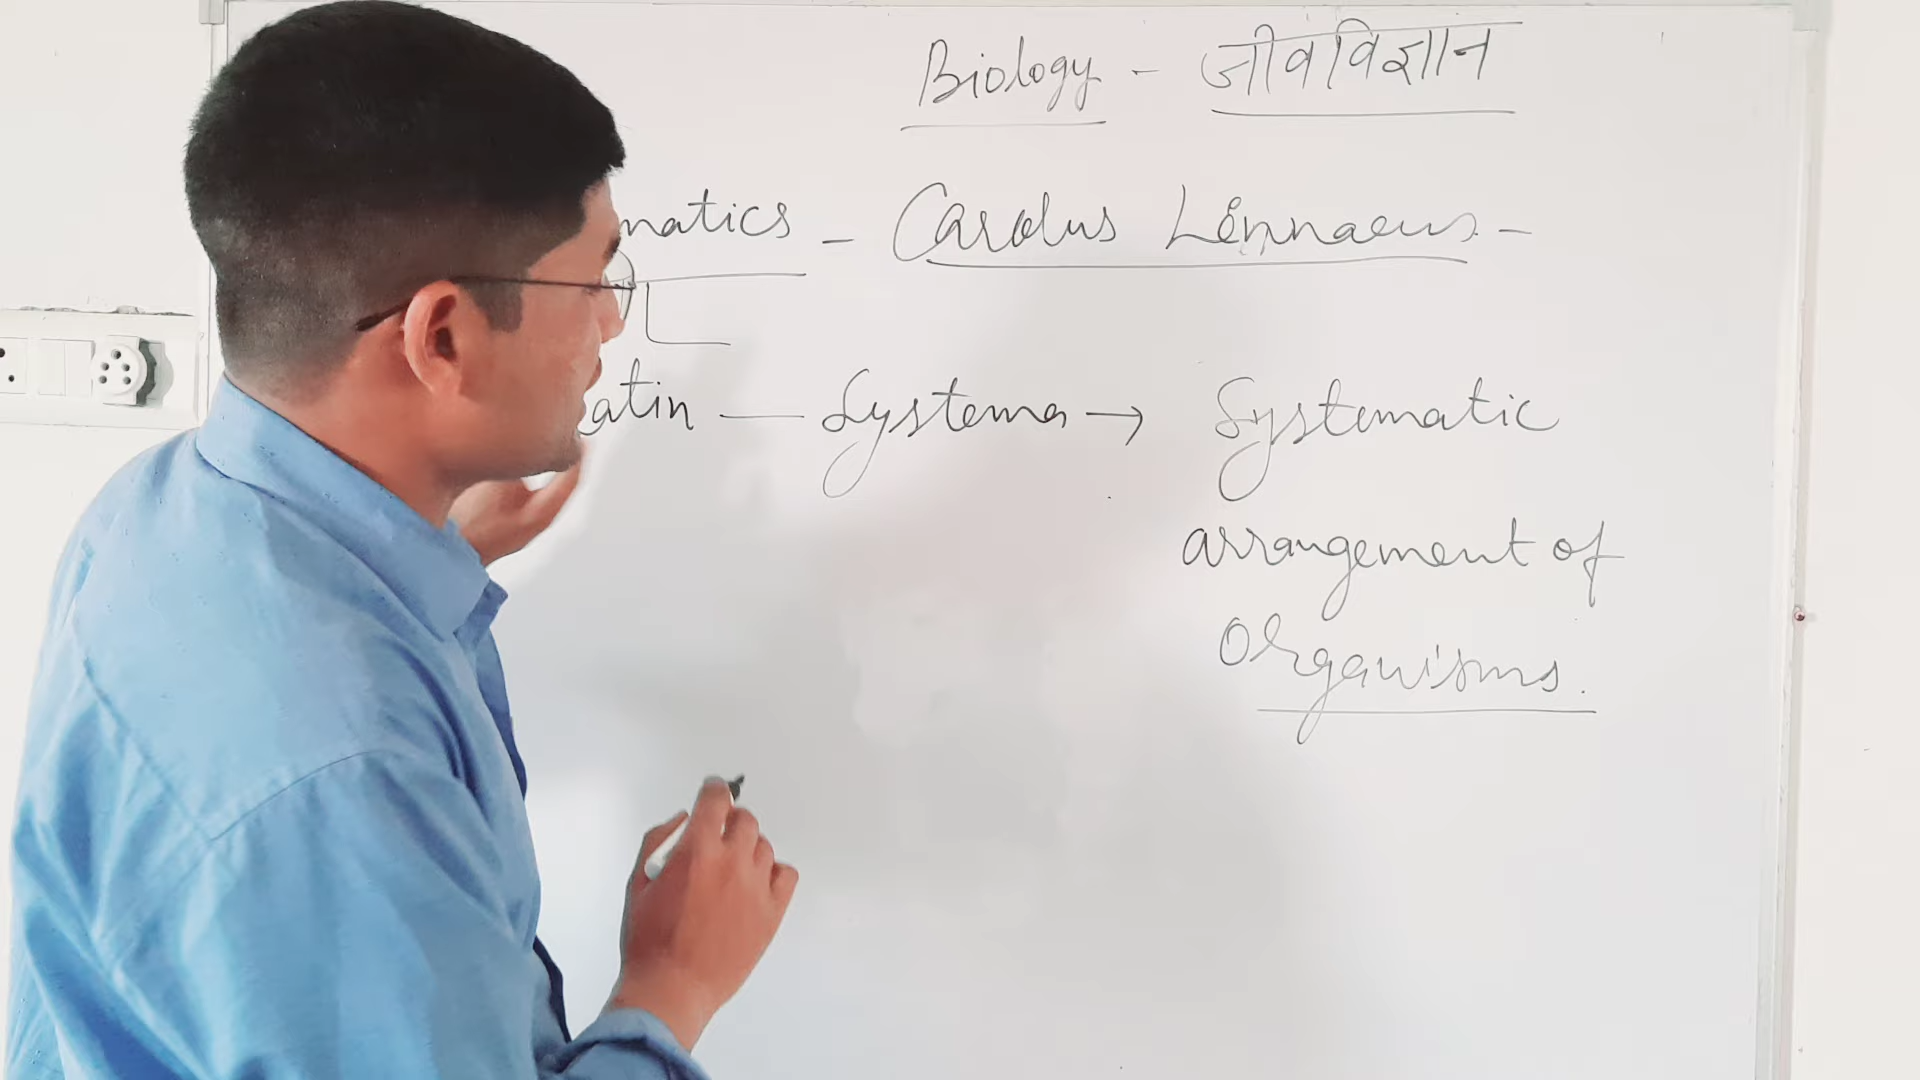 Biology - जीवविज्ञान
matics - Carolus Linnaeus. -
atin — Systema → Systematic
arrangement of
Organisms.